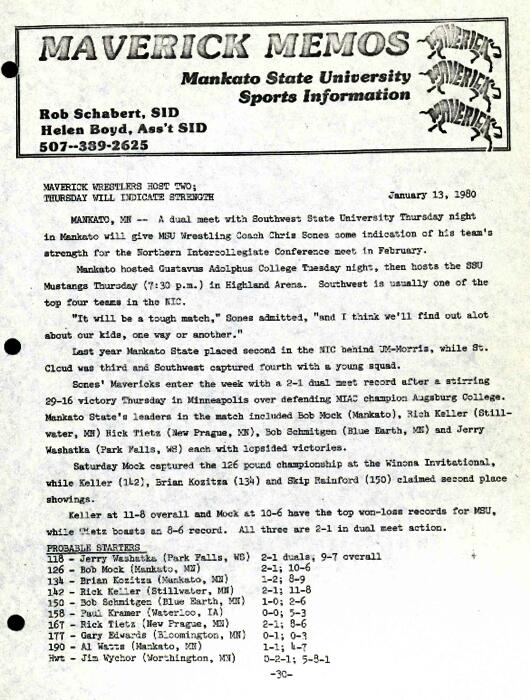 MAVERICK MEMOS
MAVERICKS
MAVERICKS
MAVERICKS
Mankato State University
Sports Information
Rob Schabert, SID
Helen Boyd, Ass't SID
507--389-2625
MAVERICK WRESTLERS HOST TWO;
THURSDAY WILL INDICATE STRENGTH
January 13, 1980
MANKATO, MN -- A dual meet with Southwest State University Thursday night
in Mankato will give MSU Wrestling Coach Chris Sones some indication of his team's
strength for the Northern Intercollegiate Conference meet in February.
Mankato hosted Gustavus Adolphus College Tuesday night, then hosts the SSU
Mustangs Thursday (7:30 p.m.) in Highland Arena. Southwest is usually one of the
top four teams in the NIC.
"It will be a tough match," Sones admitted, "and I think we'll find out alot
about our kids, one way or another."
Last year Mankato State placed second in the NIC behind UM-Morris, while St.
Cloud was third and Southwest captured fourth with a young squad.
Sones' Mavericks enter the week with a 2-1 dual meet record after a stirring
29-16 victory Thursday in Minneapolis over defending MIAC champion Augsburg College.
Mankato State's leaders in the match included Bob Mock (Mankato), Rich Keller (Still-
water, MN) Rick Tietz (New Prague, MN), Bob Schmitgen (Blue Earth, MN) and Jerry
Washatka (Park Falls, WS) each with lopsided victories.
Saturday Mock captured the 126 pound championship at the Winona Invitational,
while Keller (142), Brian Kozitza (134) and Skip Rainford (150) claimed second place
showings.
Keller at 11-8 overall and Mock at 10-6 have the top won-loss records for MSU,
while Tietz boasts an 8-6 record. All three are 2-1 in dual meet action.
PROBABLE STARTERS
118 - Jerry Washatka (Park Falls, WS) 2-1 duals, 9-7 overall
126 - Bob Mock (Mankato, MN) 2-1; 10-6
134 - Brian Kozitza (Mankato, MN) 1-2; 8-9
142 - Rich Keller (Stillwater, MN) 2-1; 11-8
150 - Bob Schmitgen (Blue Earth, MN) 1-0; 2-6
158 - Paul Kramer (Waterloo, IA) 0-0; 5-3
167 - Rick Tietz (New Prague, MN) 2-1; 8-6
177 - Gary Edwards (Bloomington, MN) 0-1; 0-3
190 - Al Watts (Mankato, MN) 1-1; 4-7
Hwt - Jim Wychor (Worthington, MN) 0-2-1; 5-8-1
-30-